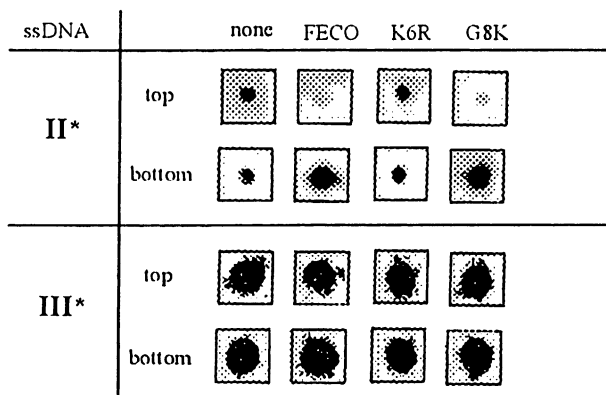 ssDNA none FECO K6R G8K
top
II*
bottom
top
III*
bottom